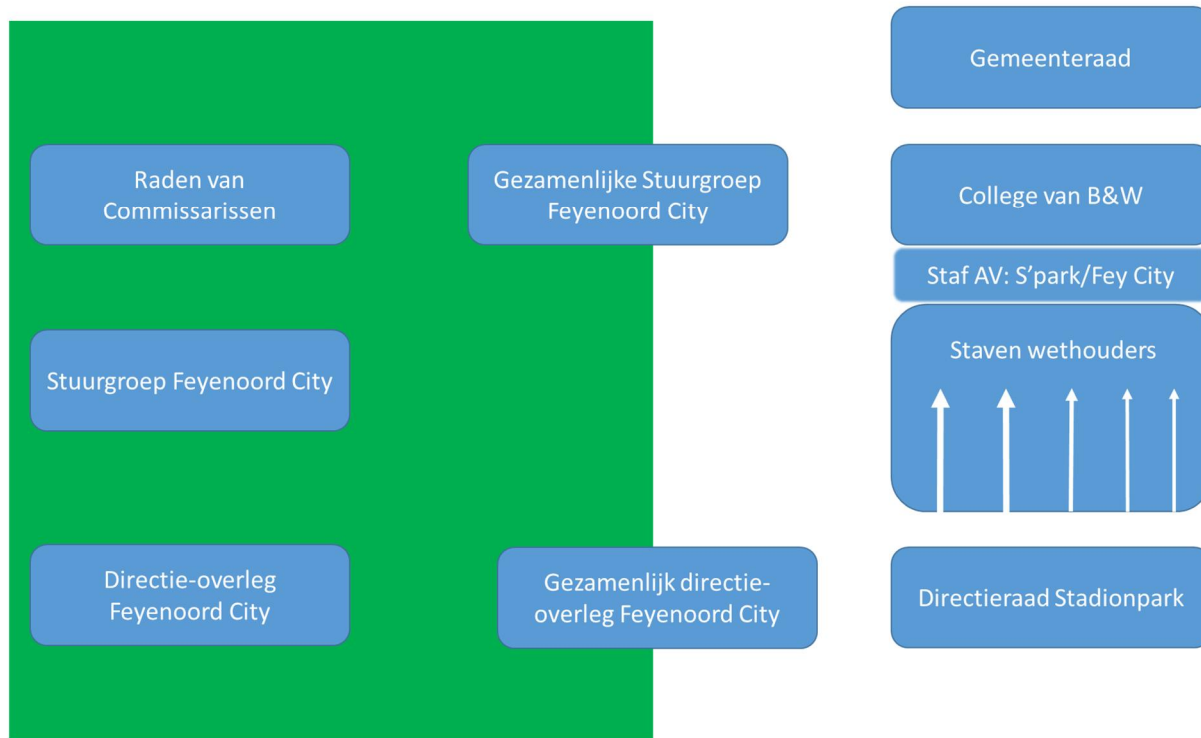 Gemeenteraad
Raden van
Commissarissen
Gezamenlijke Stuurgroep
Feyenoord City
College van B&W
Staf AV: S'park/Fey City
Stuurgroep Feyenoord City
Staven wethouders
Directie-overleg
Feyenoord City
Gezamenlijk directie-
overleg Feyenoord City
Directieraad Stadionpark